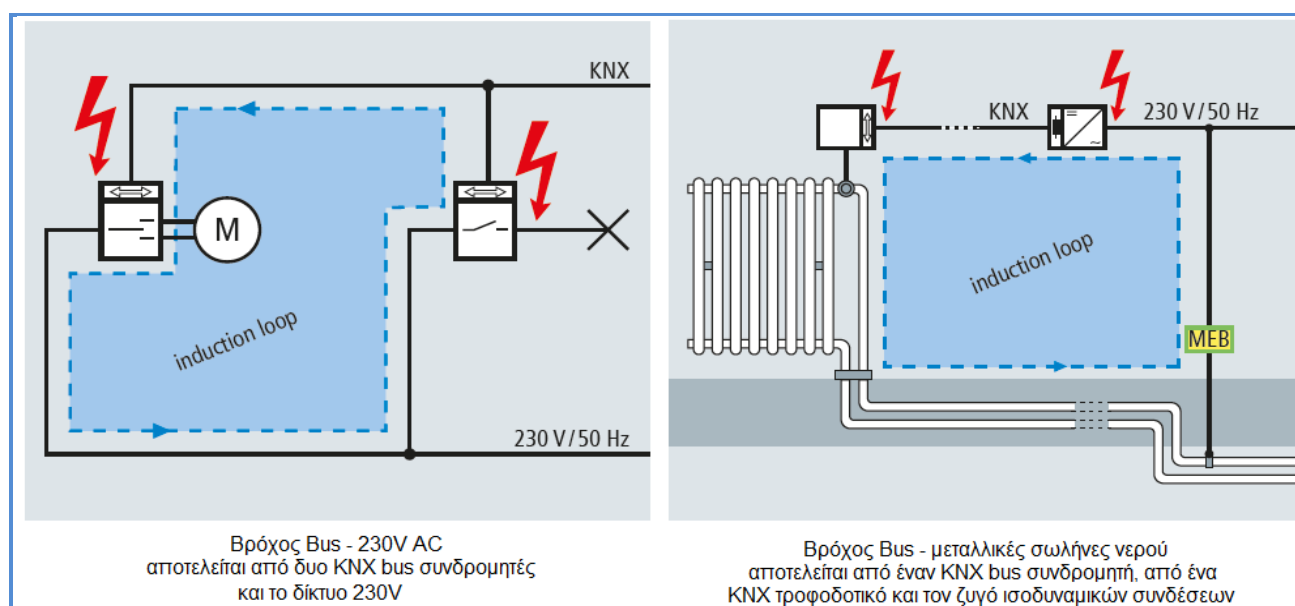 KNX
M
induction loop
230 V/50 Hz
Βρόχος Bus - 230V AC
αποτελείται από δυο KNX bus συνδρομητές
και το δίκτυο 230V
KNX
230 V/50 Hz
induction loop
MEB
Βρόχος Bus - μεταλλικές σωλήνες νερού
αποτελείται από έναν KNX bus συνδρομητή, από ένα
KNX τροφοδοτικό και τον ζυγό ισοδυναμικών συνδέσεων